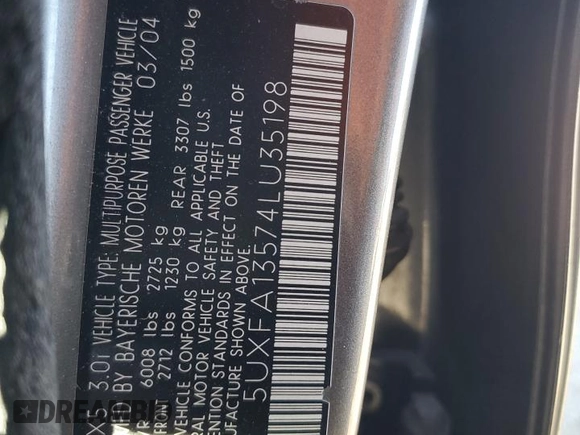 X5 3.0i VEHICLE TYPE: MULTIPURPOSE PASSENGER VEHICLE
BY BAYERISCHE MOTOREN WERKE 03/04
6008 lbs 2725 kg
FRONT 2712 lbs 1230 kg REAR 3307 lbs 1500 kg
VEHICLE CONFORMS TO ALL APPLICABLE U.S.
MOTOR VEHICLE SAFETY AND THEFT
STANDARDS IN EFFECT ON THE DATE OF
MANUFACTURE SHOWN ABOVE.
5UXFA13574LU35198
DREAMBID